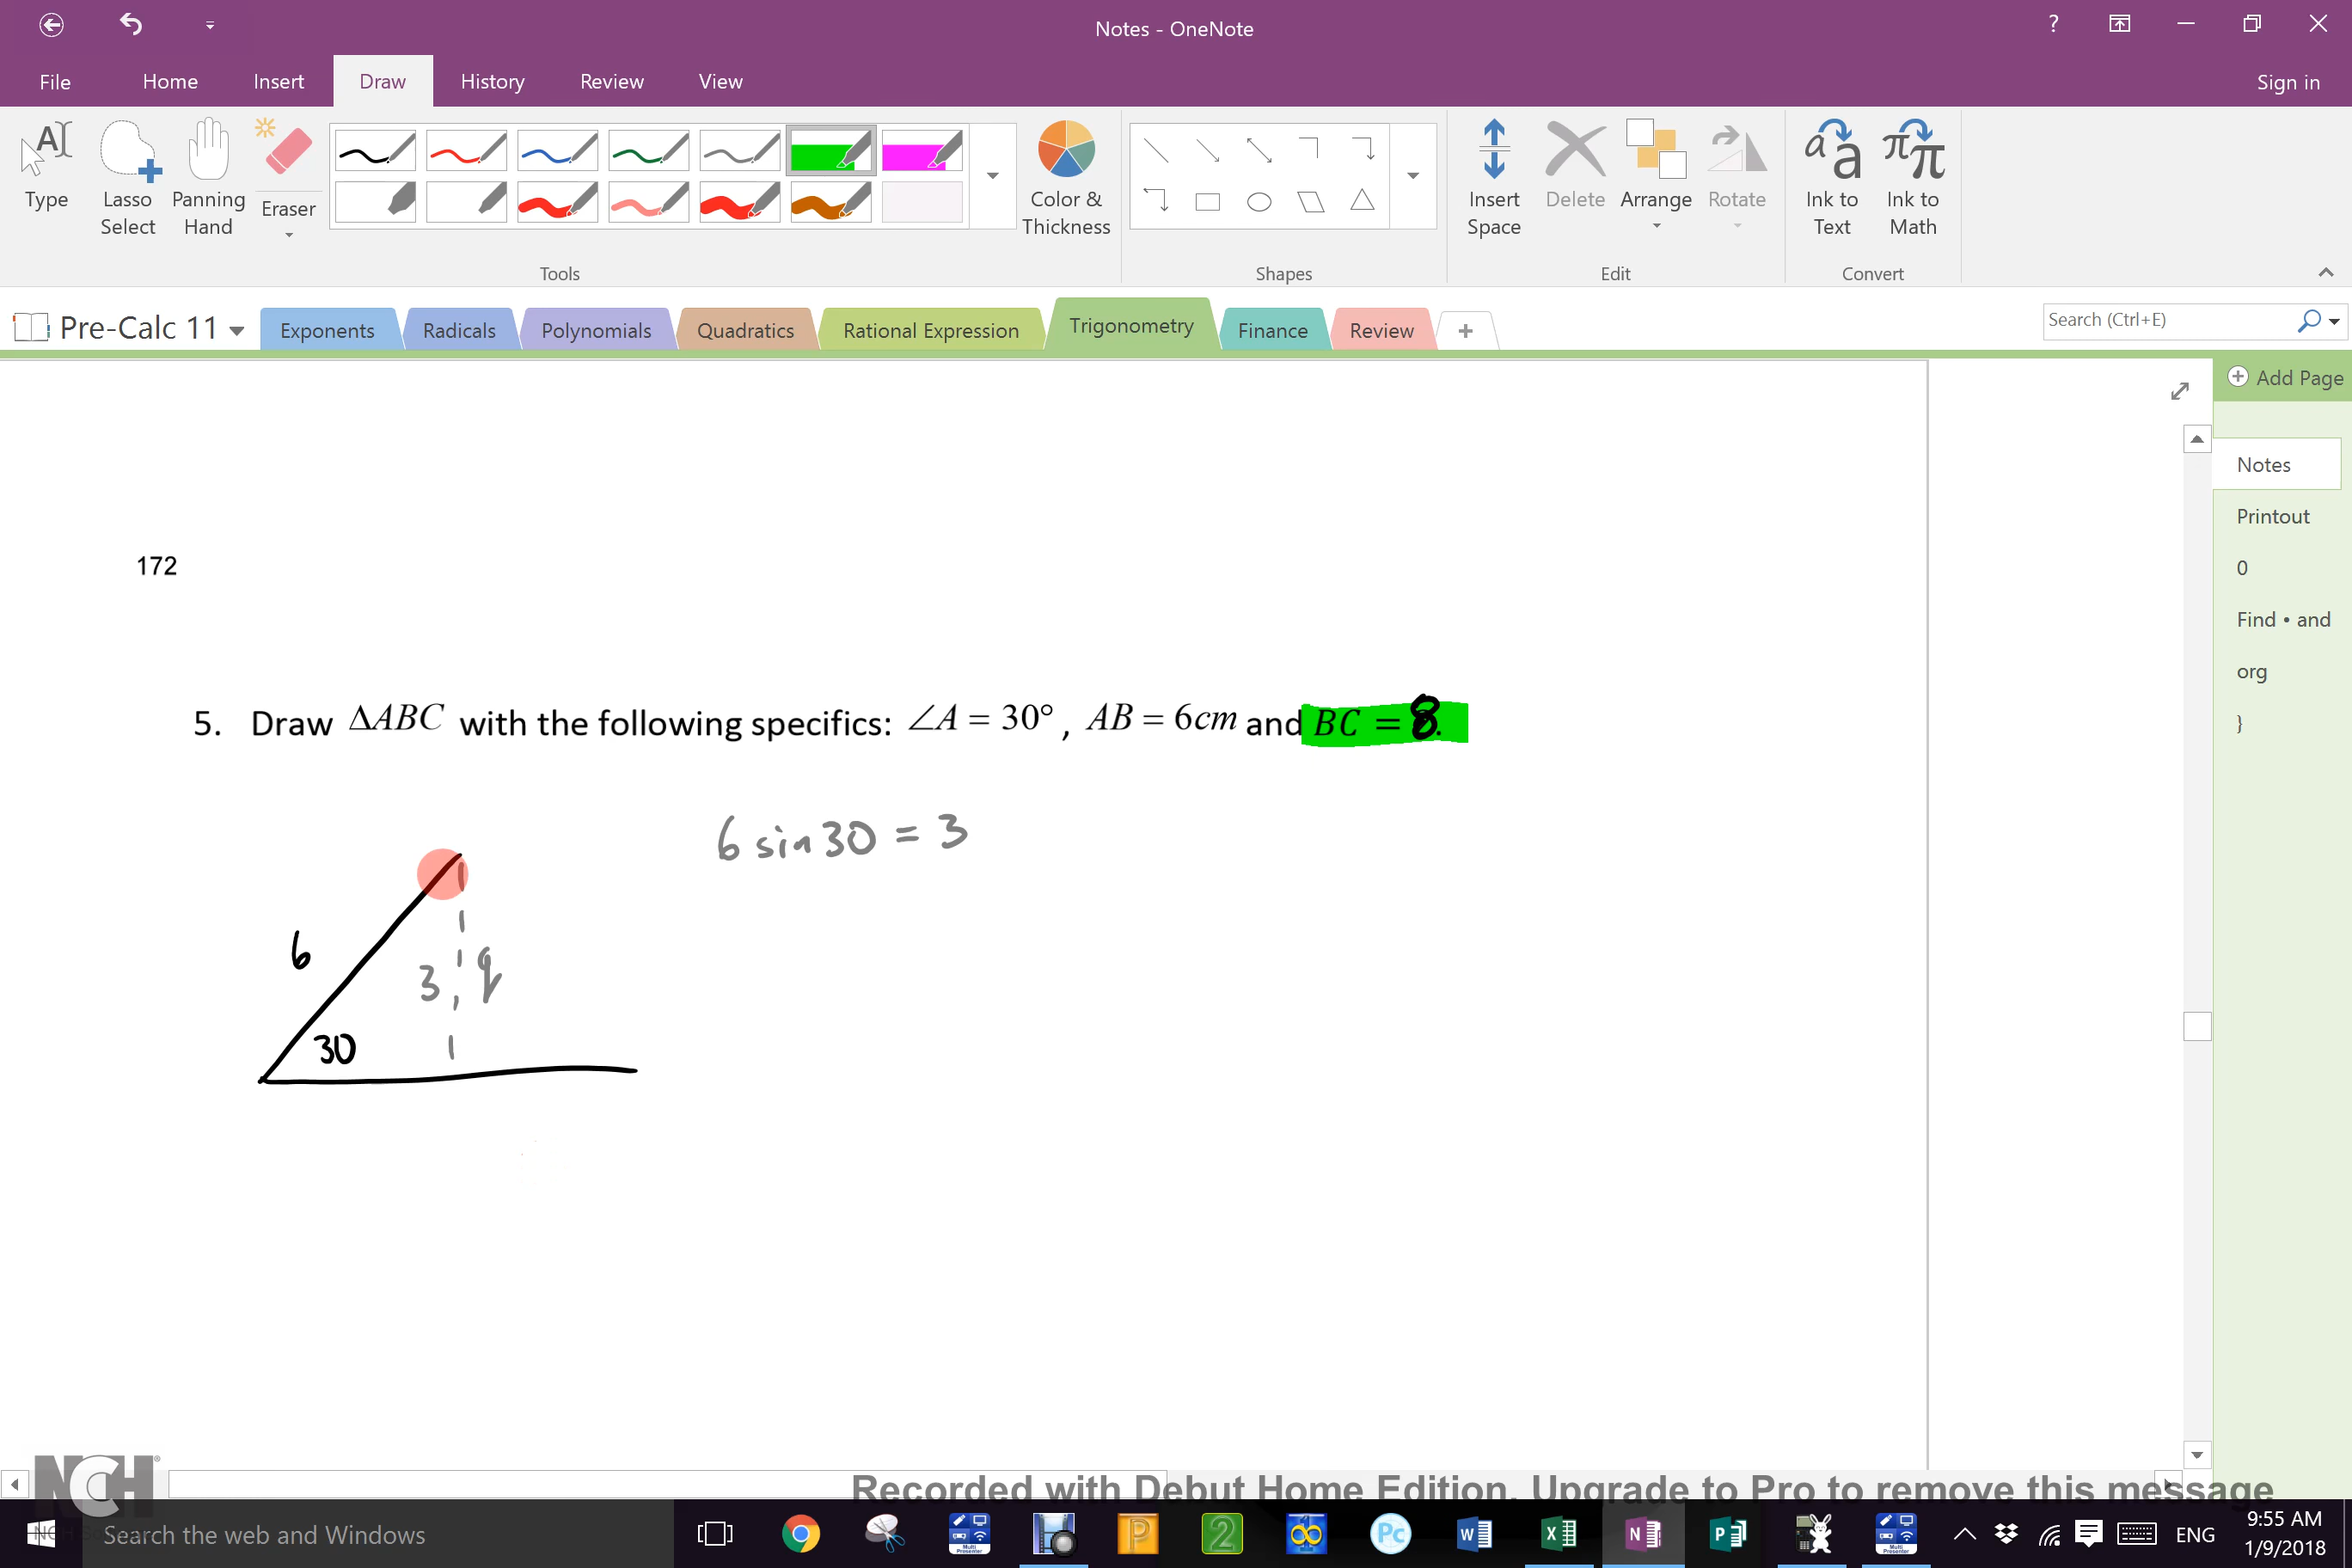 Notes - OneNote
?
File Home Insert Draw History Review View Sign in
Type
Lasso Select
Panning Hand
Eraser
Color & Thickness
Insert Space
Delete
Arrange
Rotate
Ink to Text
Ink to Math
Tools
Shapes
Edit
Convert
Pre-Calc 11 Exponents Radicals Polynomials Quadratics Rational Expression Trigonometry Finance Review +
Search (Ctrl+E)
Add Page
Notes
Printout
0
Find • and
org
}
172
5. Draw ΔABC with the following specifics: ∠A = 30°, AB = 6cm and BC = 8.
6 sin 30 = 3
6
3
30
NCH
Recorded with Debut Home Edition. Upgrade to Pro to remove this message
Search the web and Windows
ENG
9:55 AM
1/9/2018